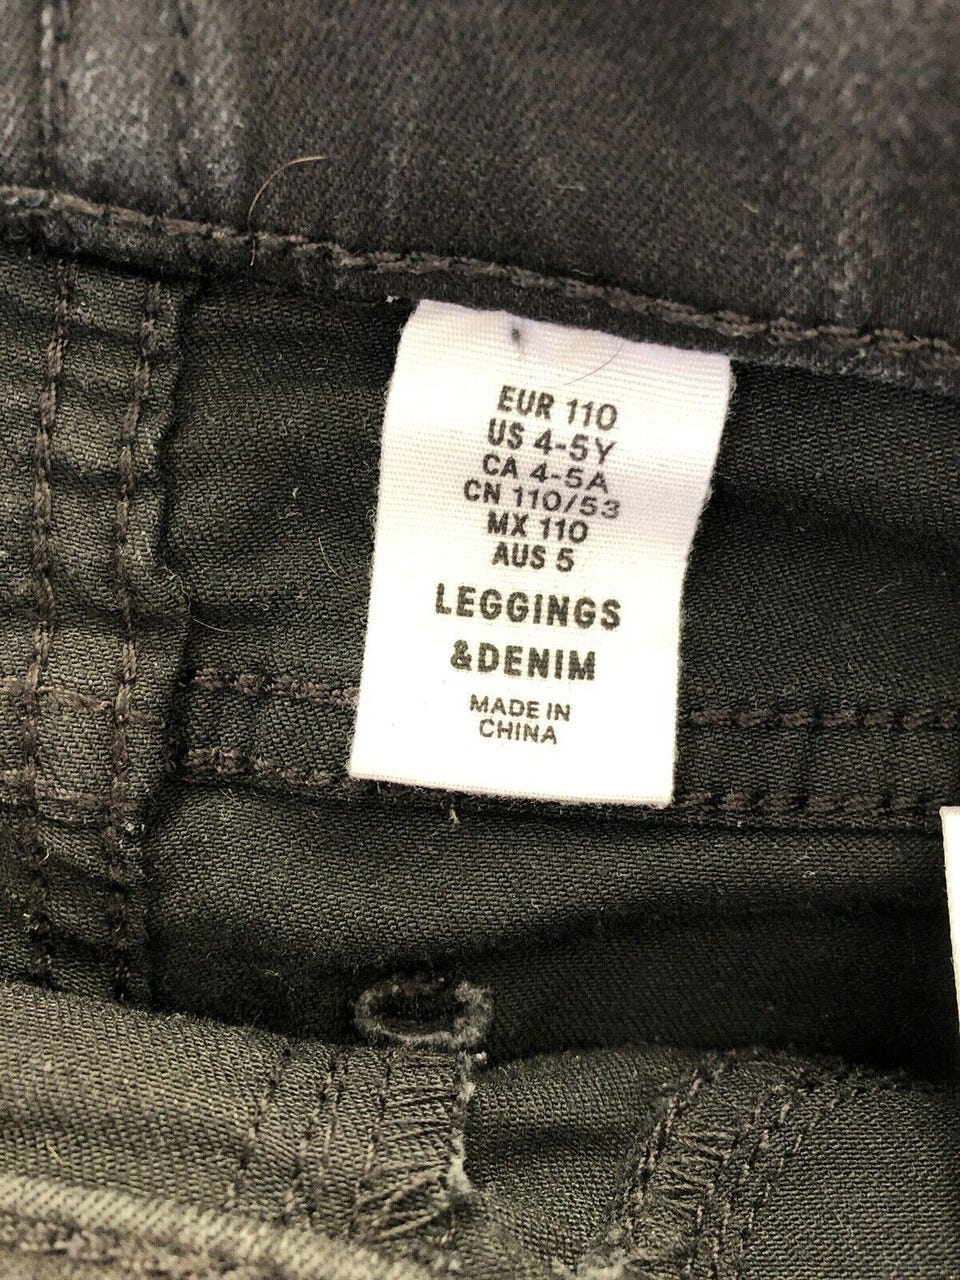 EUR 110
US 4-5Y
CA 4-5A
CN 110/53
MX 110
AUS 5
LEGGINGS
&DENIM
MADE IN
CHINA